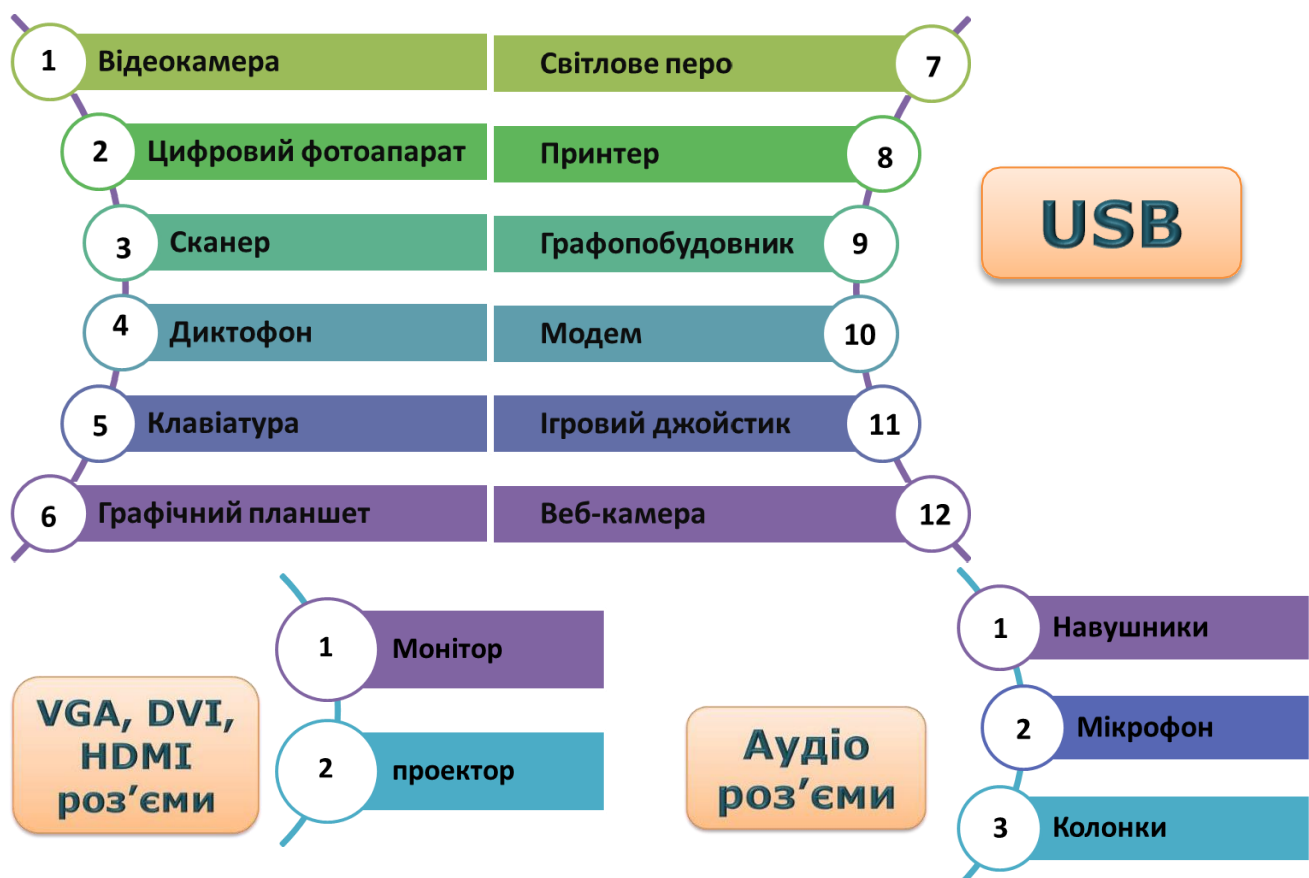 1 Відеокамера
2 Цифровий фотоапарат
3 Сканер
4 Диктофон
5 Клавіатура
6 Графічний планшет
Світлове перо 7
Принтер 8
Графопобудовник 9
Модем 10
Ігровий джойстик 11
Веб-камера 12
USB
VGA, DVI,
HDMI
роз’єми
1 Монітор
2 проектор
Аудіо
роз’єми
1 Навушники
2 Мікрофон
3 Колонки